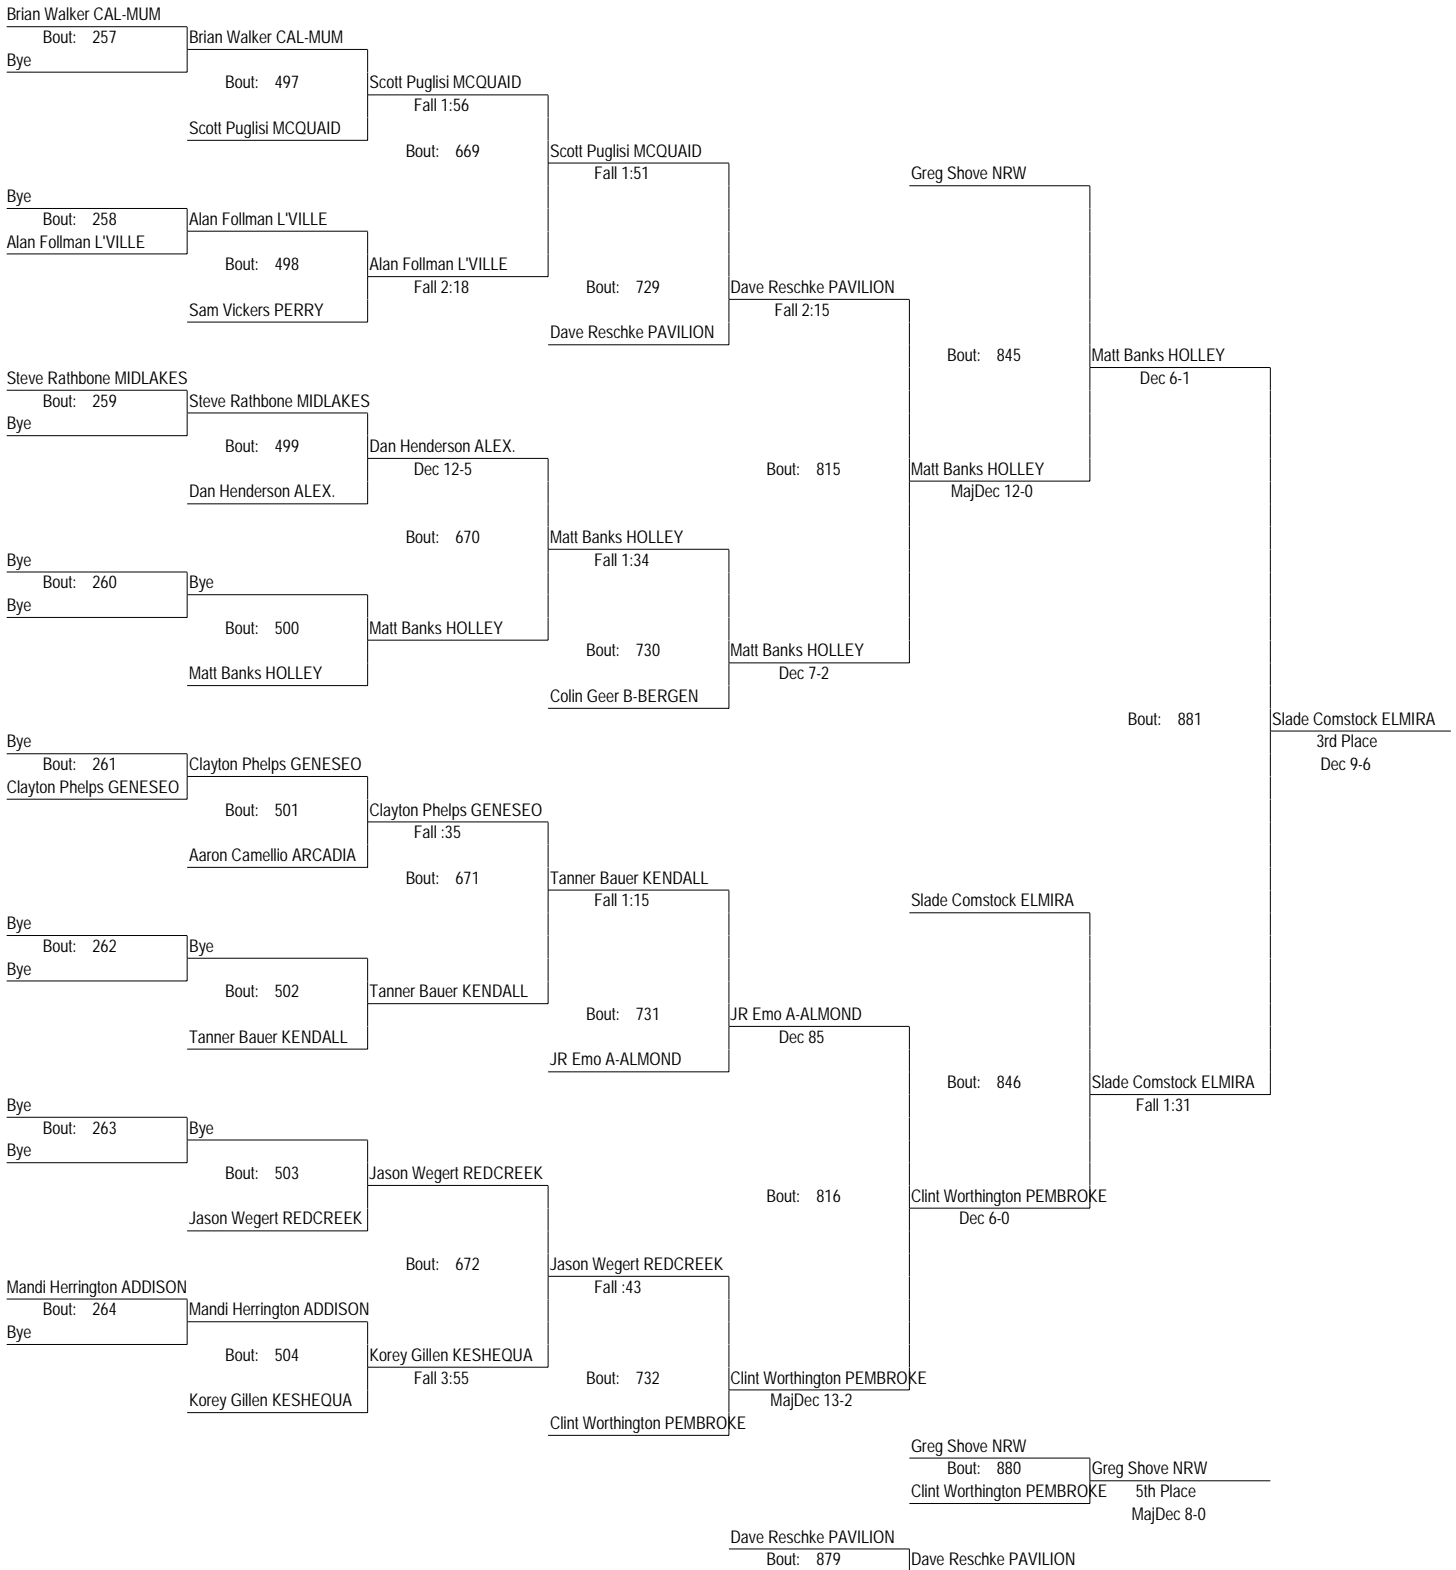 Brian Walker CAL-MUM
Bout: 257
Brian Walker CAL-MUM
Bye
Bout: 497
Scott Puglisi MCQUAID
Fall 1:56
Scott Puglisi MCQUAID
Bout: 669
Scott Puglisi MCQUAID
Fall 1:51
Greg Shove NRW
Bye
Bout: 258
Alan Follman L'VILLE
Alan Follman L'VILLE
Bout: 498
Alan Follman L'VILLE
Fall 2:18
Bout: 729
Dave Reschke PAVILION
Sam Vickers PERRY
Fall 2:15
Dave Reschke PAVILION
Bout: 845
Matt Banks HOLLEY
Steve Rathbone MIDLAKES
Dec 6-1
Bout: 259
Steve Rathbone MIDLAKES
Bye
Bout: 499
Dan Henderson ALEX.
Dec 12-5
Bout: 815
Matt Banks HOLLEY
Dan Henderson ALEX.
MajDec 12-0
Bout: 670
Matt Banks HOLLEY
Bye
Fall 1:34
Bout: 260
Bye
Bye
Bout: 500
Matt Banks HOLLEY
Bout: 730
Matt Banks HOLLEY
Matt Banks HOLLEY
Dec 7-2
Colin Geer B-BERGEN
Bout: 881
Slade Comstock ELMIRA
Bye
3rd Place
Bout: 261
Clayton Phelps GENESEO
Dec 9-6
Clayton Phelps GENESEO
Bout: 501
Clayton Phelps GENESEO
Fall :35
Aaron Camellio ARCADIA
Bout: 671
Tanner Bauer KENDALL
Fall 1:15
Slade Comstock ELMIRA
Bye
Bout: 262
Bye
Bye
Bout: 502
Tanner Bauer KENDALL
Bout: 731
JR Emo A-ALMOND
Tanner Bauer KENDALL
Dec 85
JR Emo A-ALMOND
Bout: 846
Slade Comstock ELMIRA
Bye
Fall 1:31
Bout: 263
Bye
Bye
Bout: 503
Jason Wegert REDCREEK
Bout: 816
Clint Worthington PEMBROKE
Jason Wegert REDCREEK
Dec 6-0
Bout: 672
Jason Wegert REDCREEK
Mandi Herrington ADDISON
Fall :43
Bout: 264
Mandi Herrington ADDISON
Bye
Bout: 504
Korey Gillen KESHEQUA
Fall 3:55
Bout: 732
Clint Worthington PEMBROKE
Korey Gillen KESHEQUA
MajDec 13-2
Clint Worthington PEMBROKE
Greg Shove NRW
Bout: 880
Greg Shove NRW
Clint Worthington PEMBROKE
5th Place
MajDec 8-0
Dave Reschke PAVILION
Bout: 879
Dave Reschke PAVILION